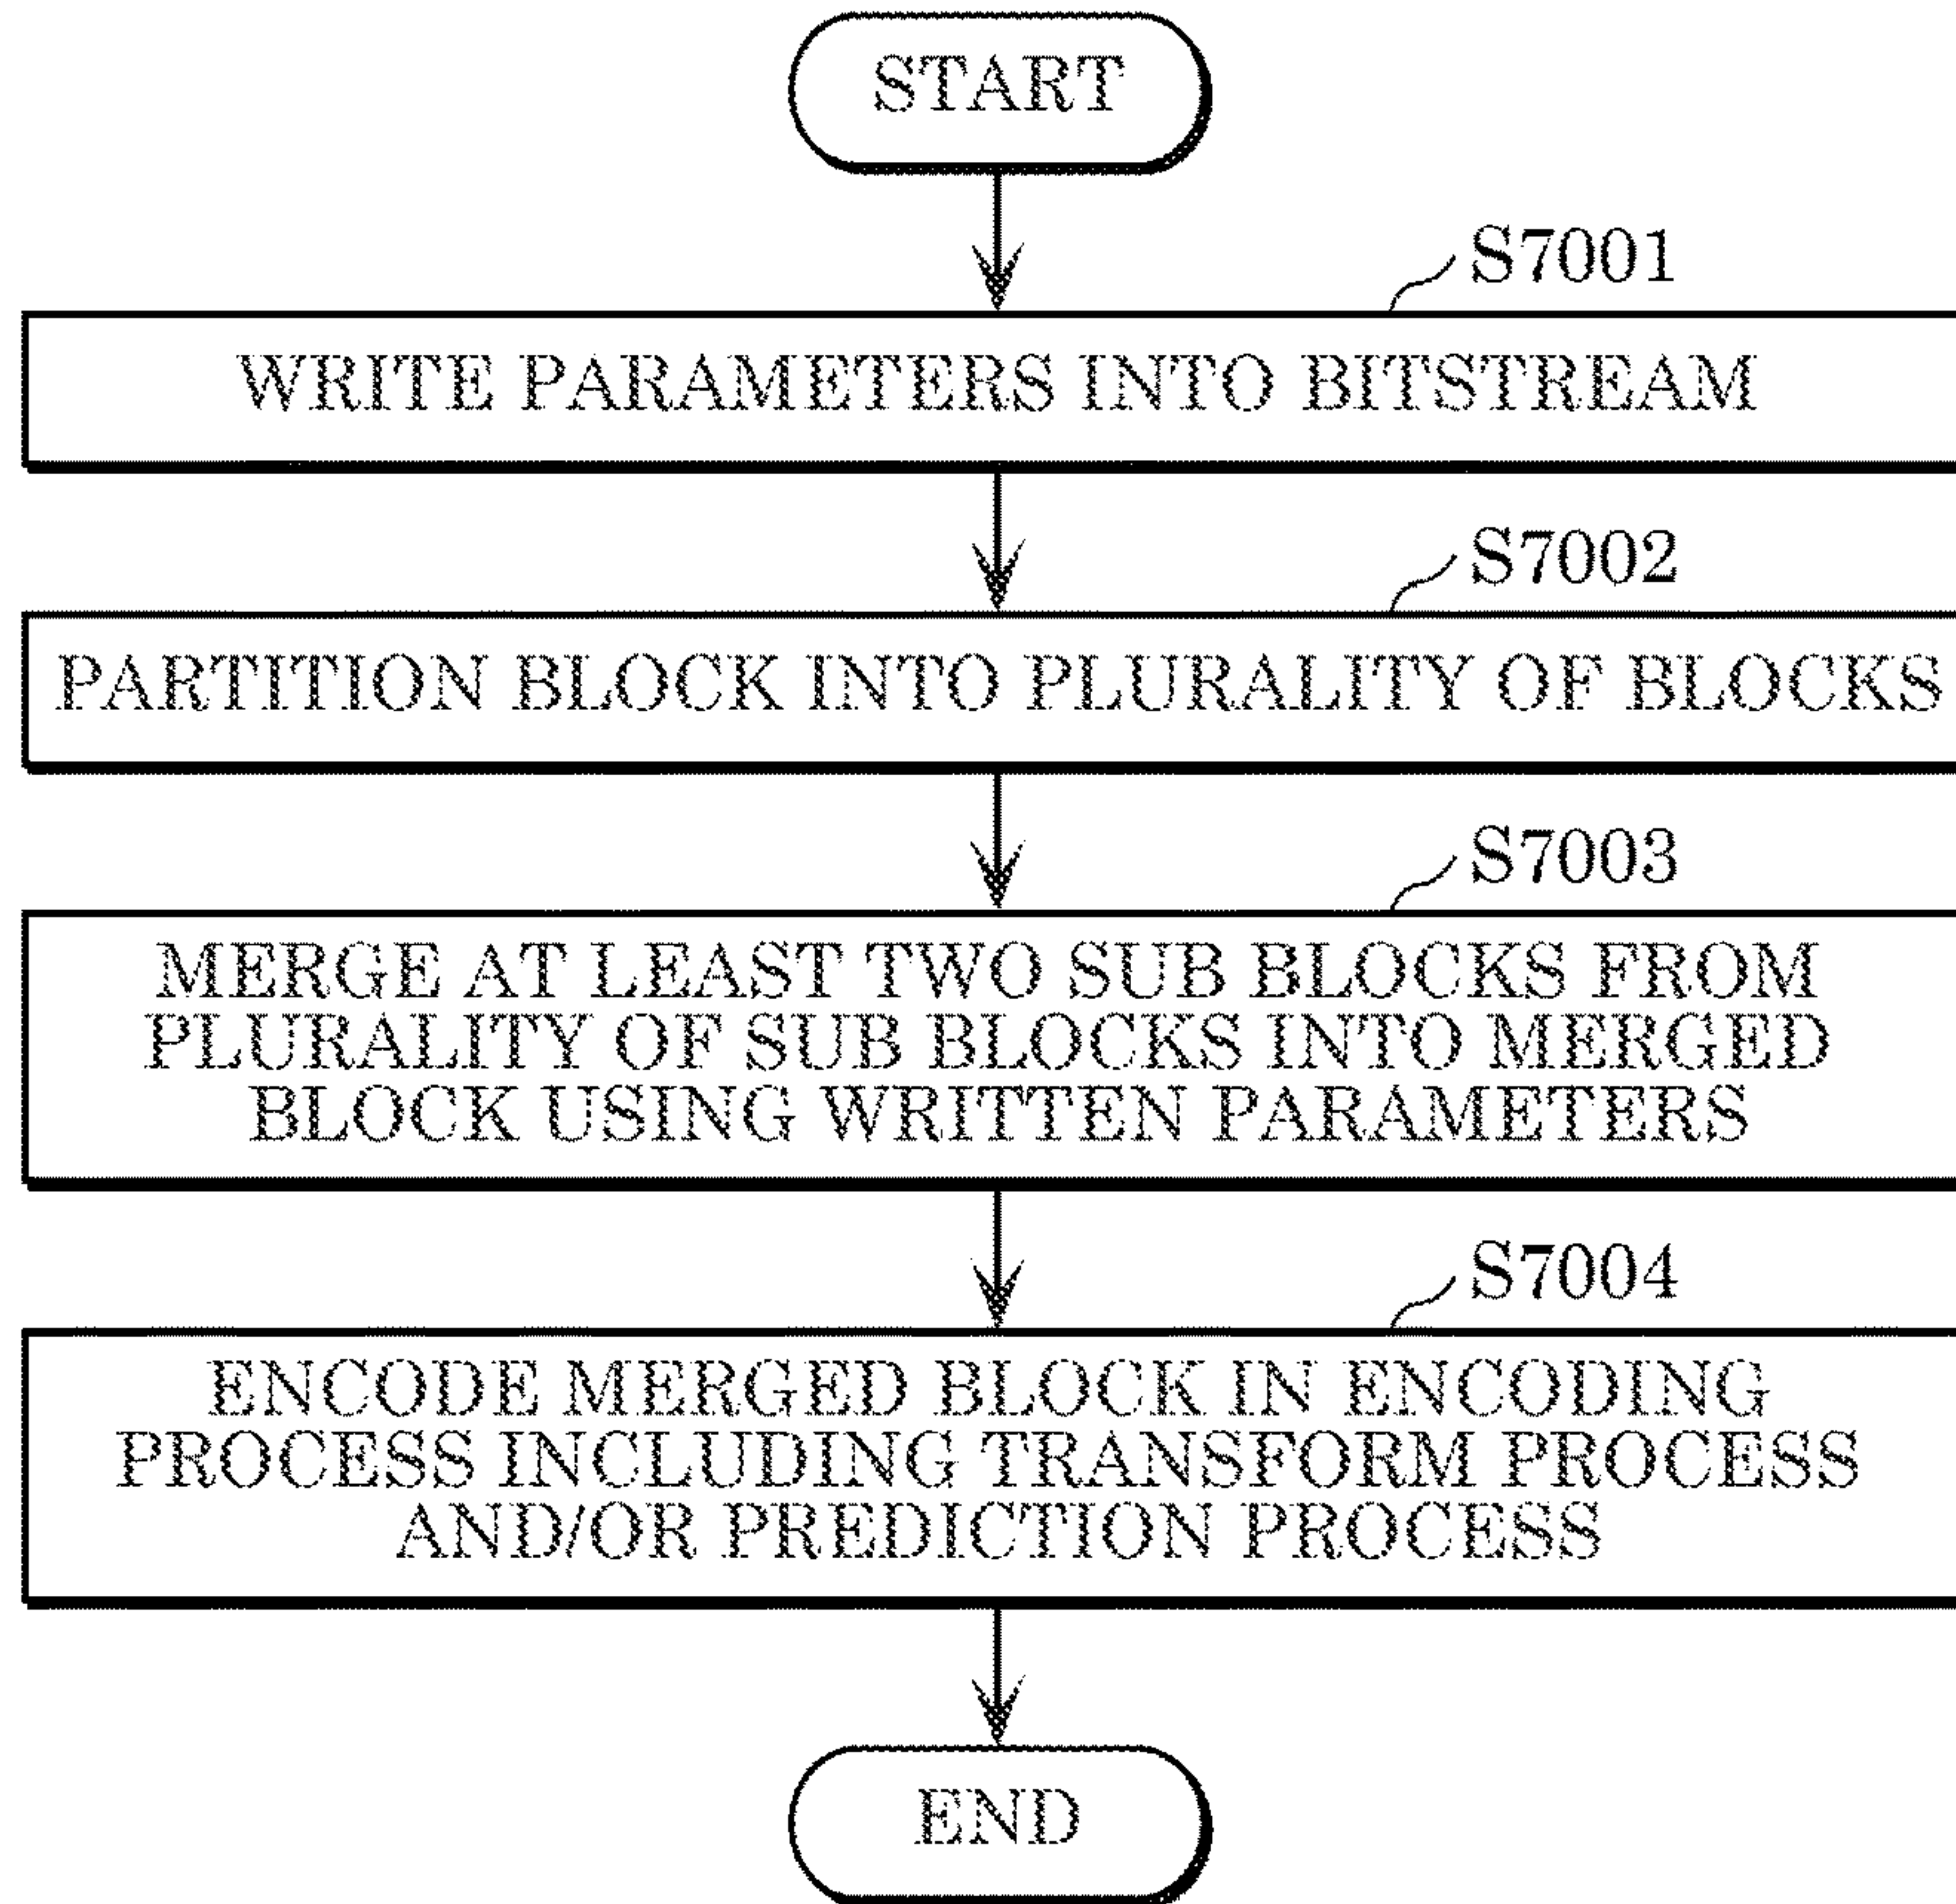 START
S7001
WRITE PARAMETERS INTO BITSTREAM
S7002
PARTITION BLOCK INTO PLURALITY OF BLOCKS
S7003
MERGE AT LEAST TWO SUB BLOCKS FROM
PLURALITY OF SUB BLOCKS INTO MERGED
BLOCK USING WRITTEN PARAMETERS
S7004
ENCODE MERGED BLOCK IN ENCODING
PROCESS INCLUDING TRANSFORM PROCESS
AND/OR PREDICTION PROCESS
END